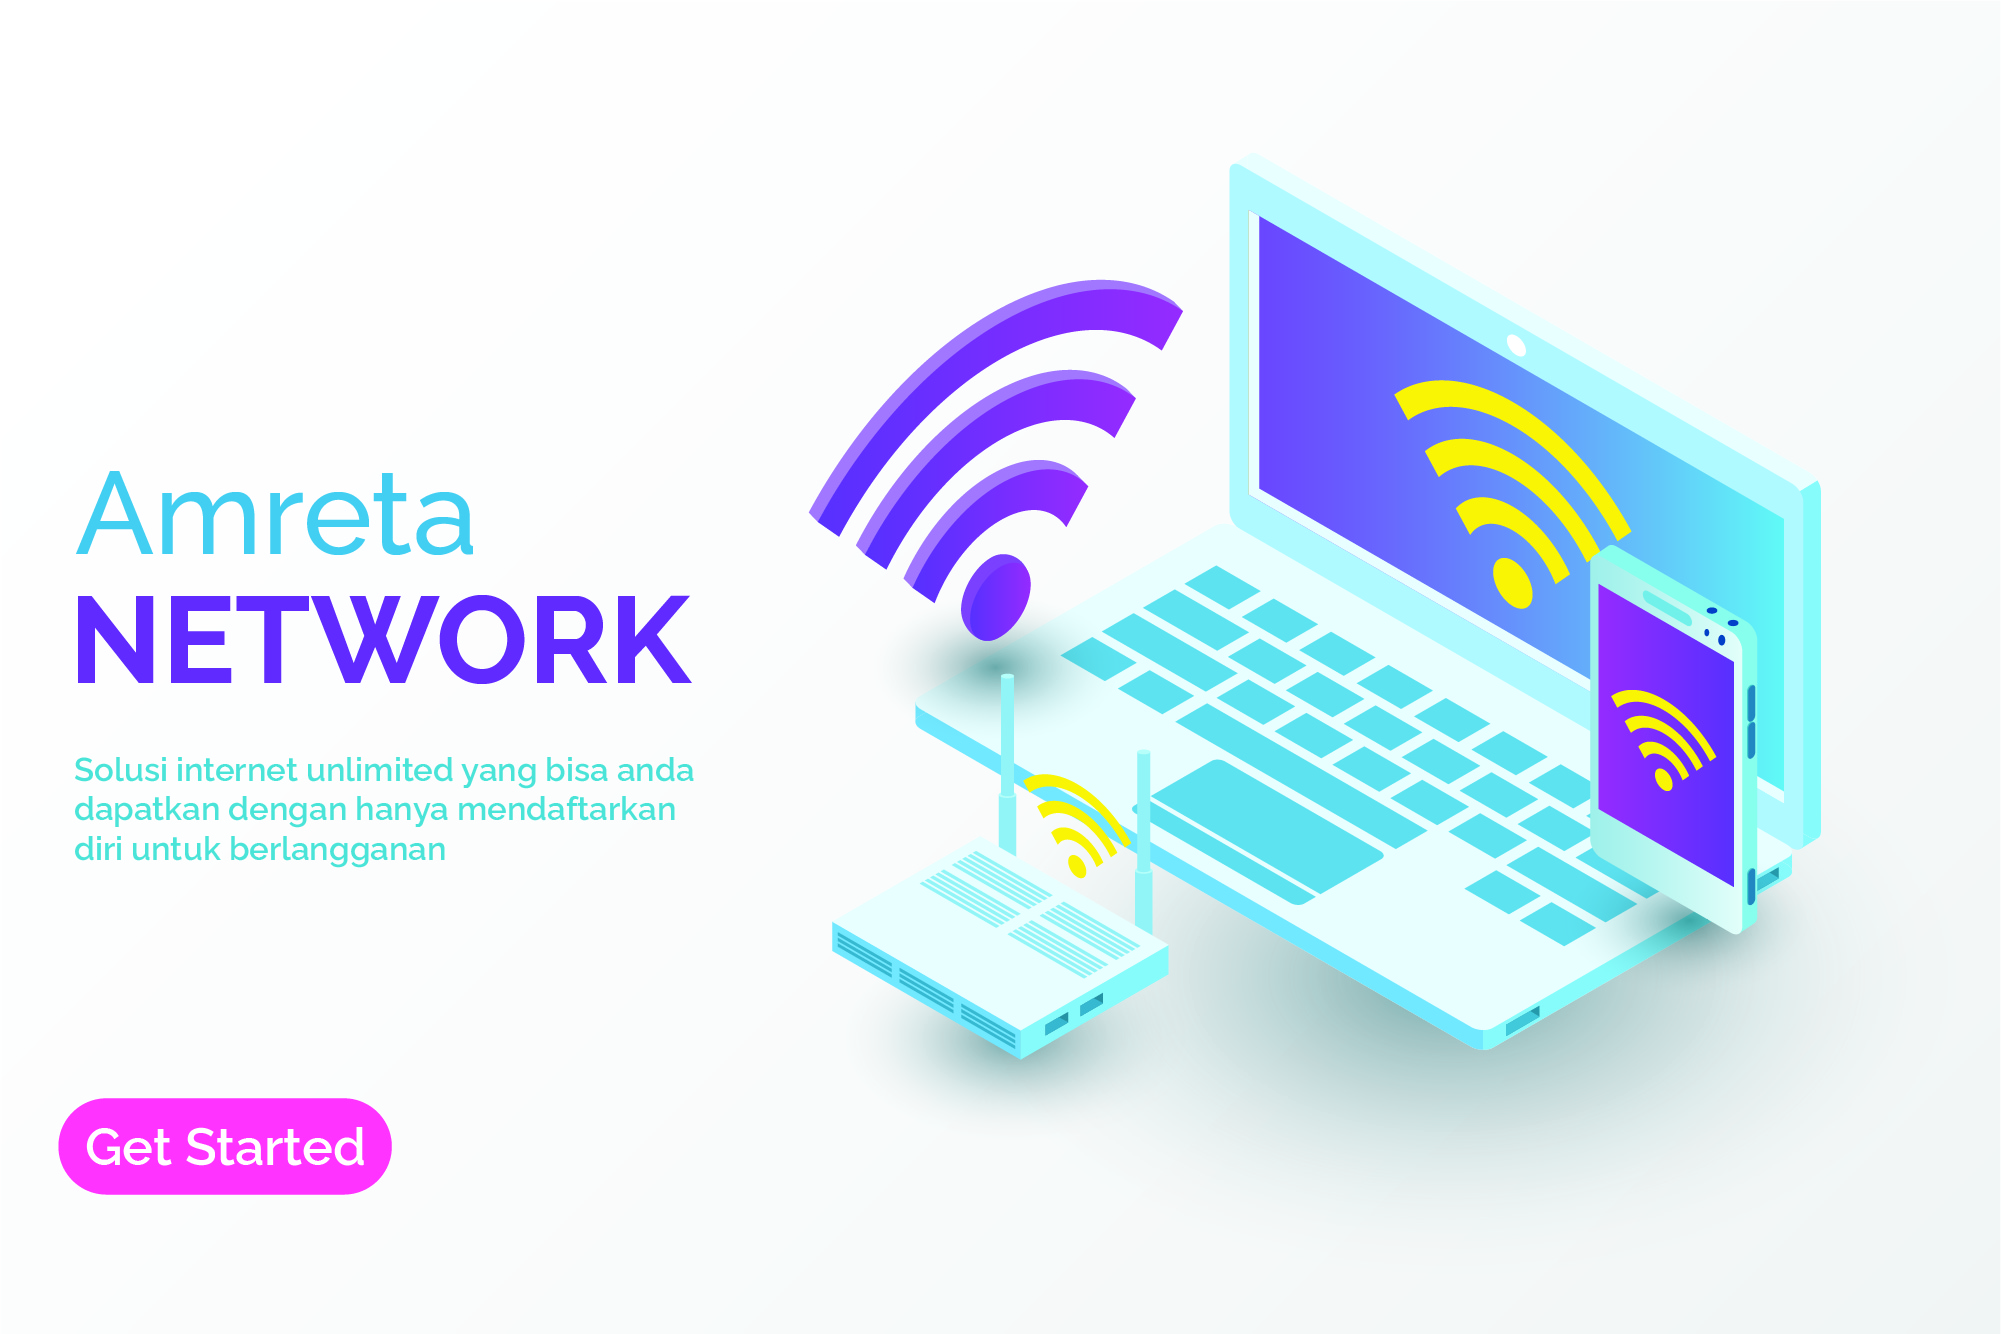 Amreta
NETWORK
Solusi internet unlimited yang bisa anda
dapatkan dengan hanya mendaftarkan
diri untuk berlangganan
Get Started